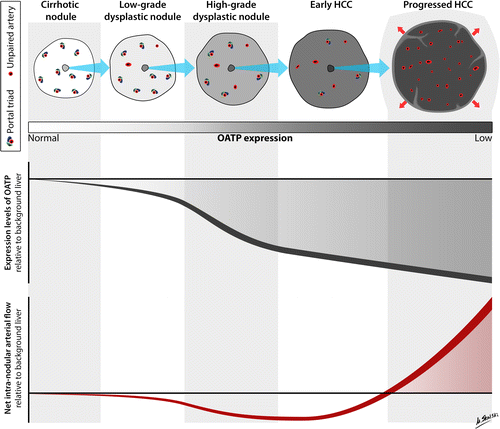 Unpaired artery
Portal triad
Cirrhotic
nodule
Low-grade
dysplastic nodule
High-grade
dysplastic nodule
Early HCC
Progressed HCC
Normal
OATP expression
Low
Expression levels of OATP
relative to background liver
Net intra-nodular arterial flow
relative to background liver